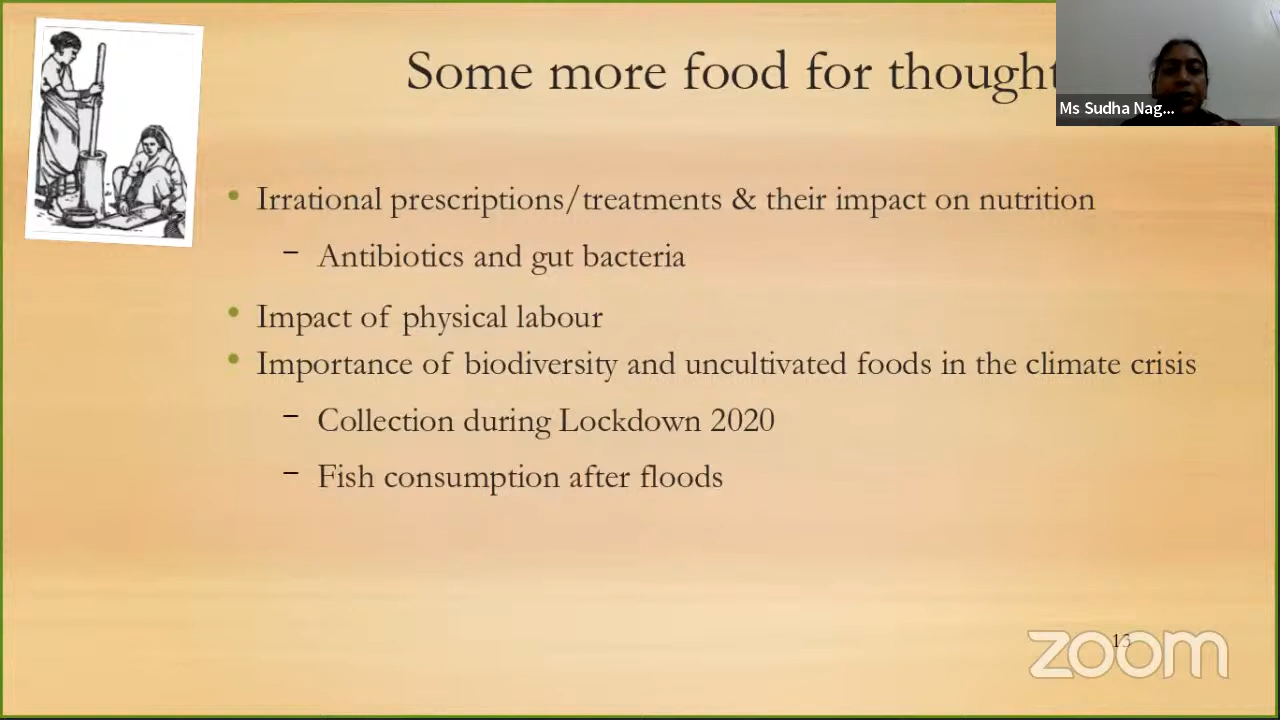 Some more food for thought
Ms Sudha Nag...
• Irrational prescriptions/treatments & their impact on nutrition
– Antibiotics and gut bacteria
• Impact of physical labour
• Importance of biodiversity and uncultivated foods in the climate crisis
– Collection during Lockdown 2020
– Fish consumption after floods
13
zoom